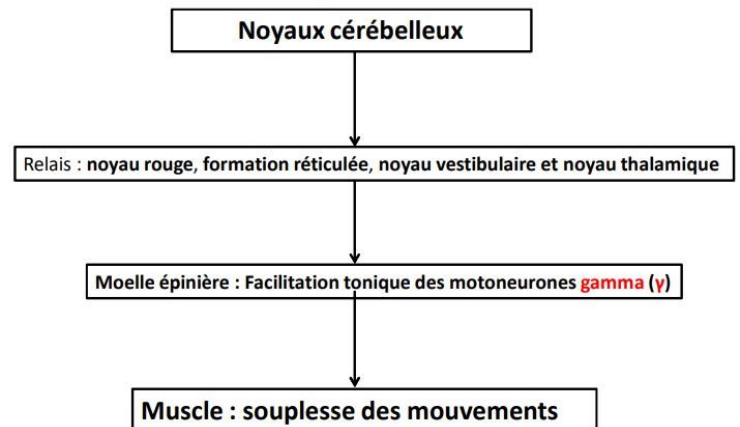 Noyaux cérébelleux
Relais : noyau rouge, formation réticulée, noyau vestibulaire et noyau thalamique
Moelle épinière : Facilitation tonique des motoneurones gamma (γ)
Muscle : souplesse des mouvements